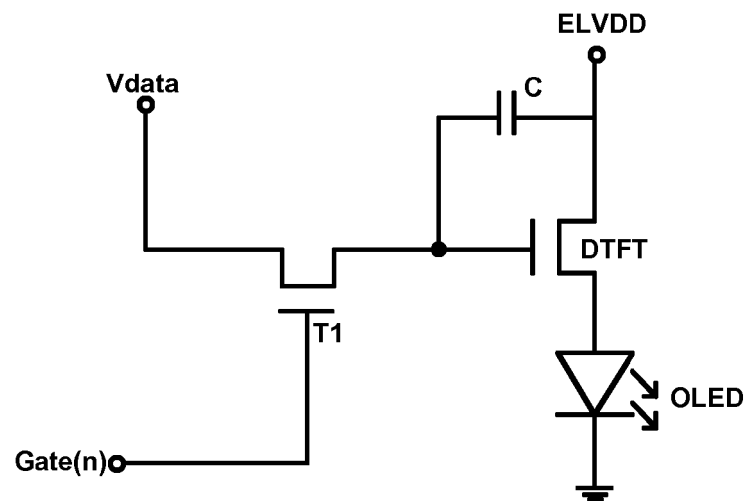 ELVDD
Vdata
C
DTFT
T1
OLED
Gate(n)